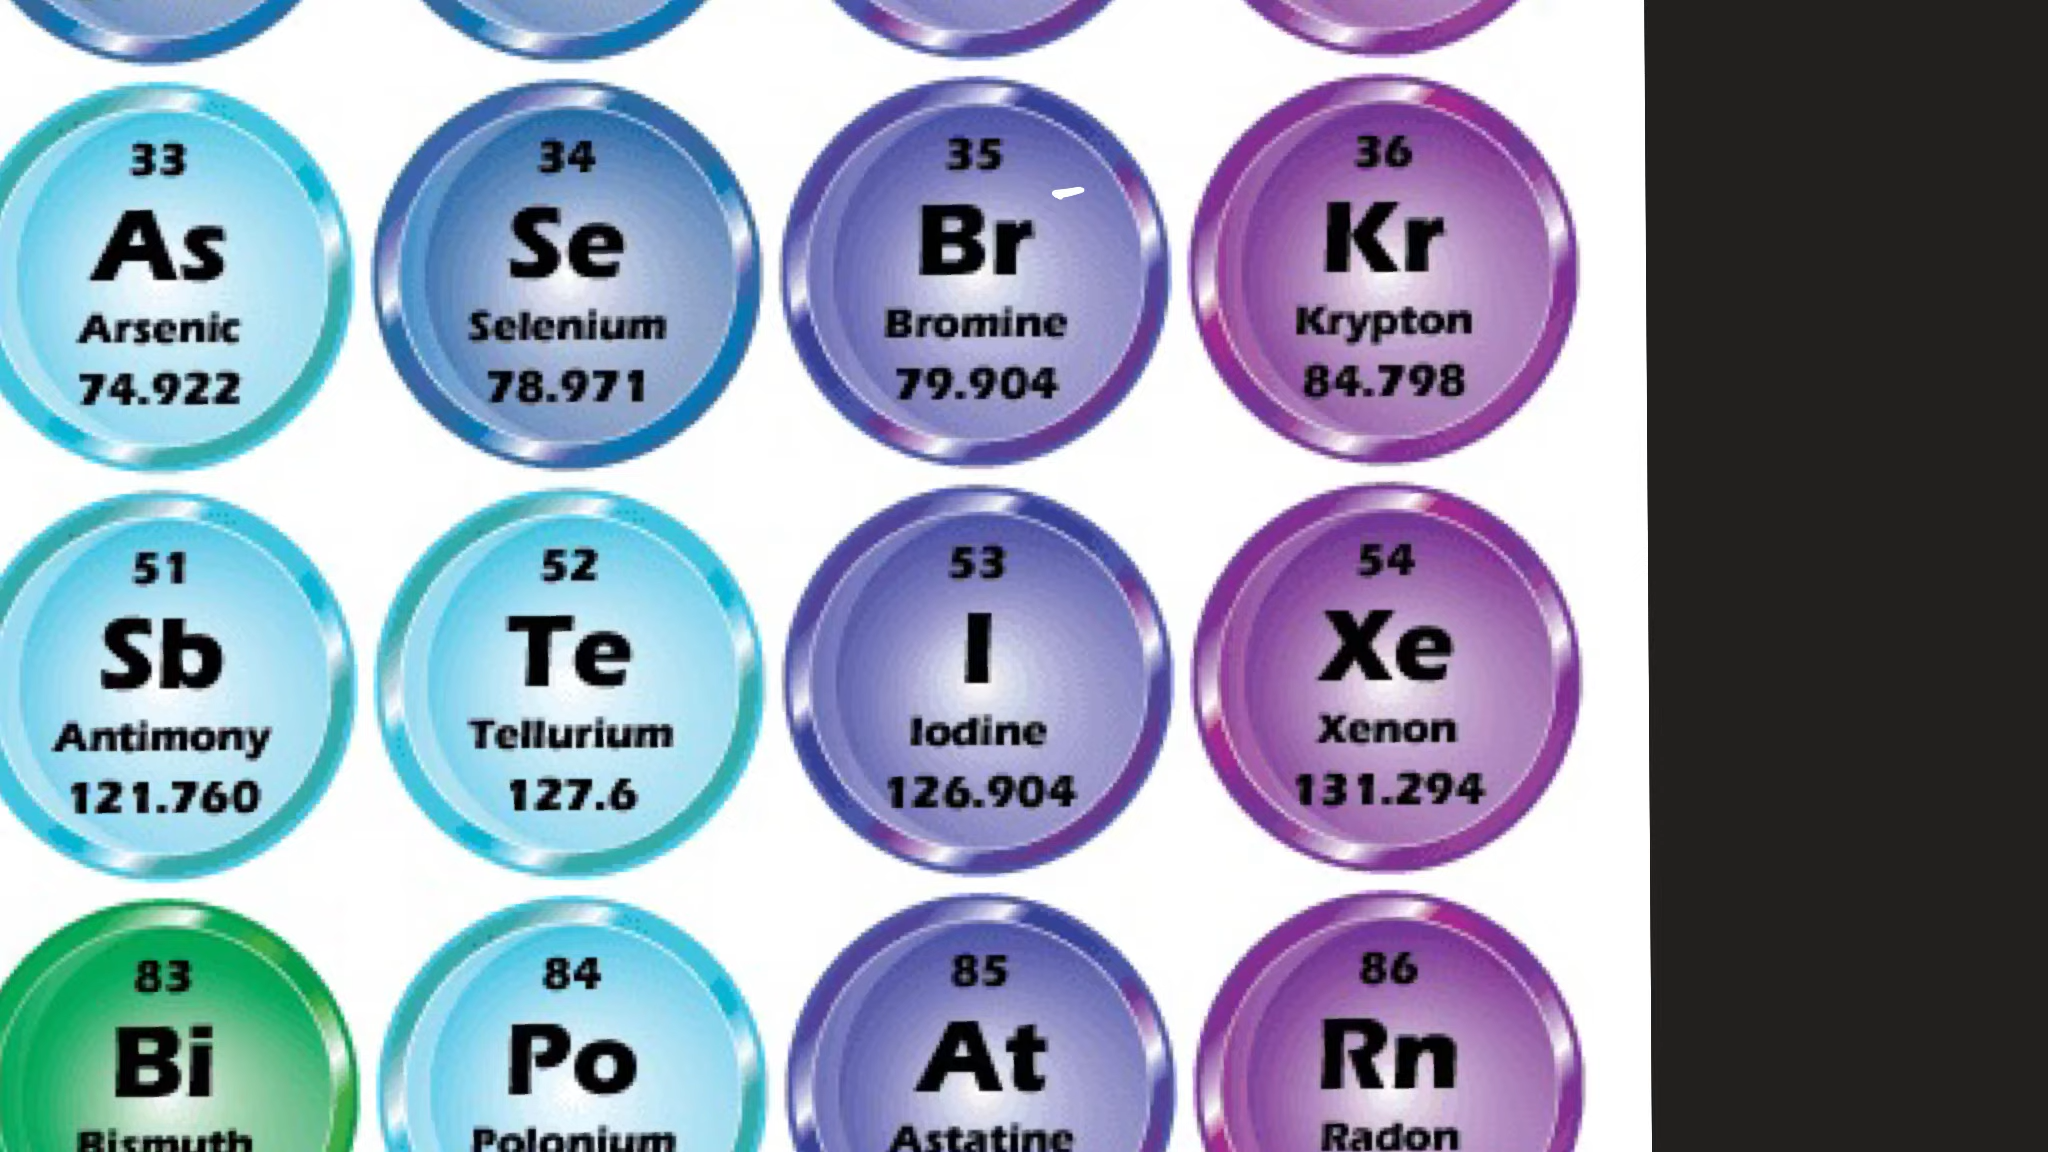 33
As
Arsenic
74.922
34
Se
Selenium
78.971
35
Br
Bromine
79.904
36
Kr
Krypton
84.798
51
Sb
Antimony
121.760
52
Te
Tellurium
127.6
53
I
Iodine
126.904
54
Xe
Xenon
131.294
83
Bi
Bismuth
84
Po
Polonium
85
At
Astatine
86
Rn
Radon